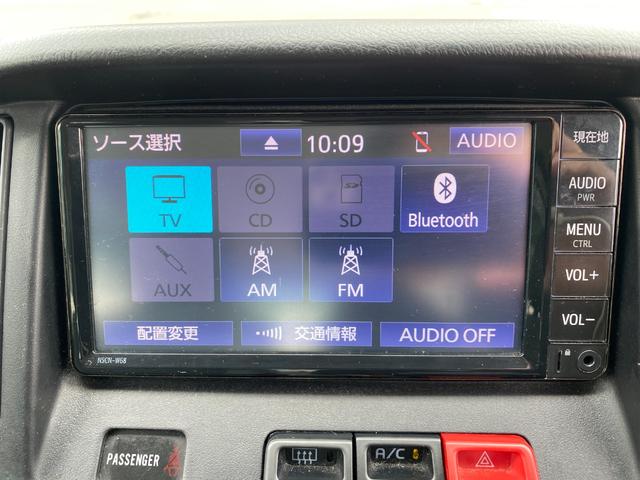 ソース選択 10:09 AUDIO
TV CD SD Bluetooth
AUX AM FM
配置変更 交通情報 AUDIO OFF
NSCN-W68
現在地
AUDIO
PWR
MENU
CTRL
VOL+
VOL-
PASSENGER
A/C